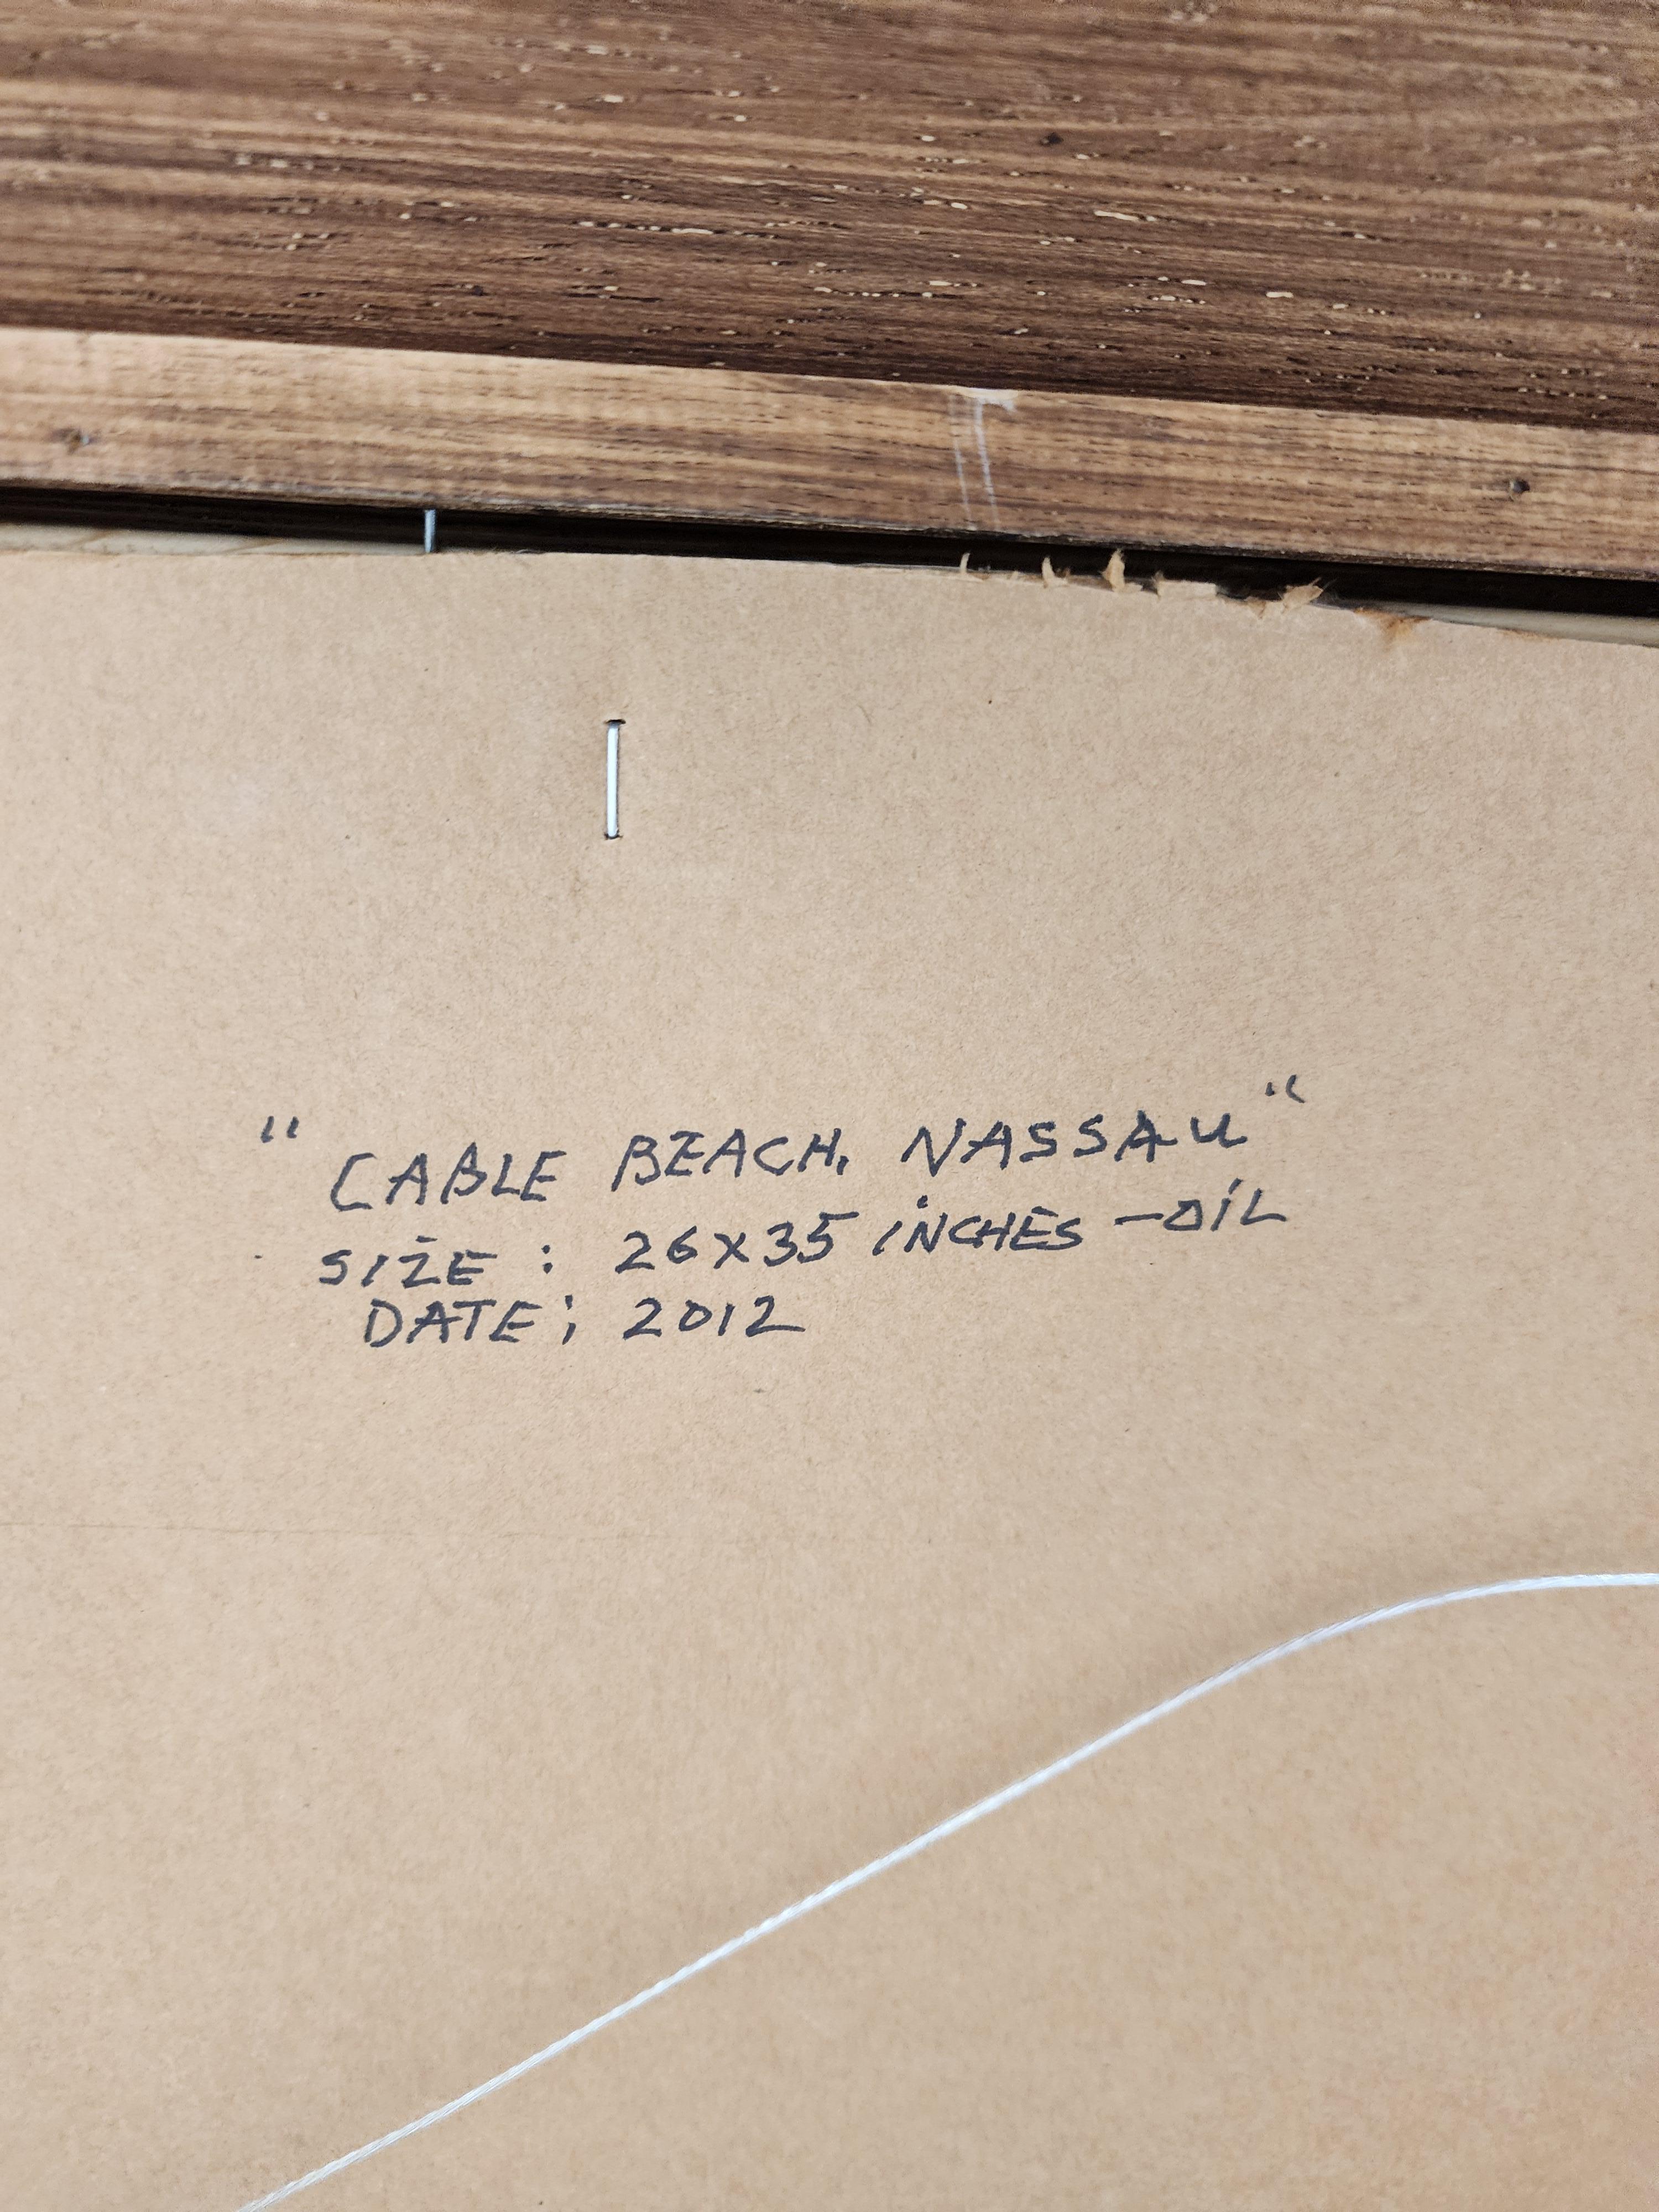 "CABLE BEACH, NASSAU"
SIZE : 26X35 INCHES - OIL
DATE : 2012